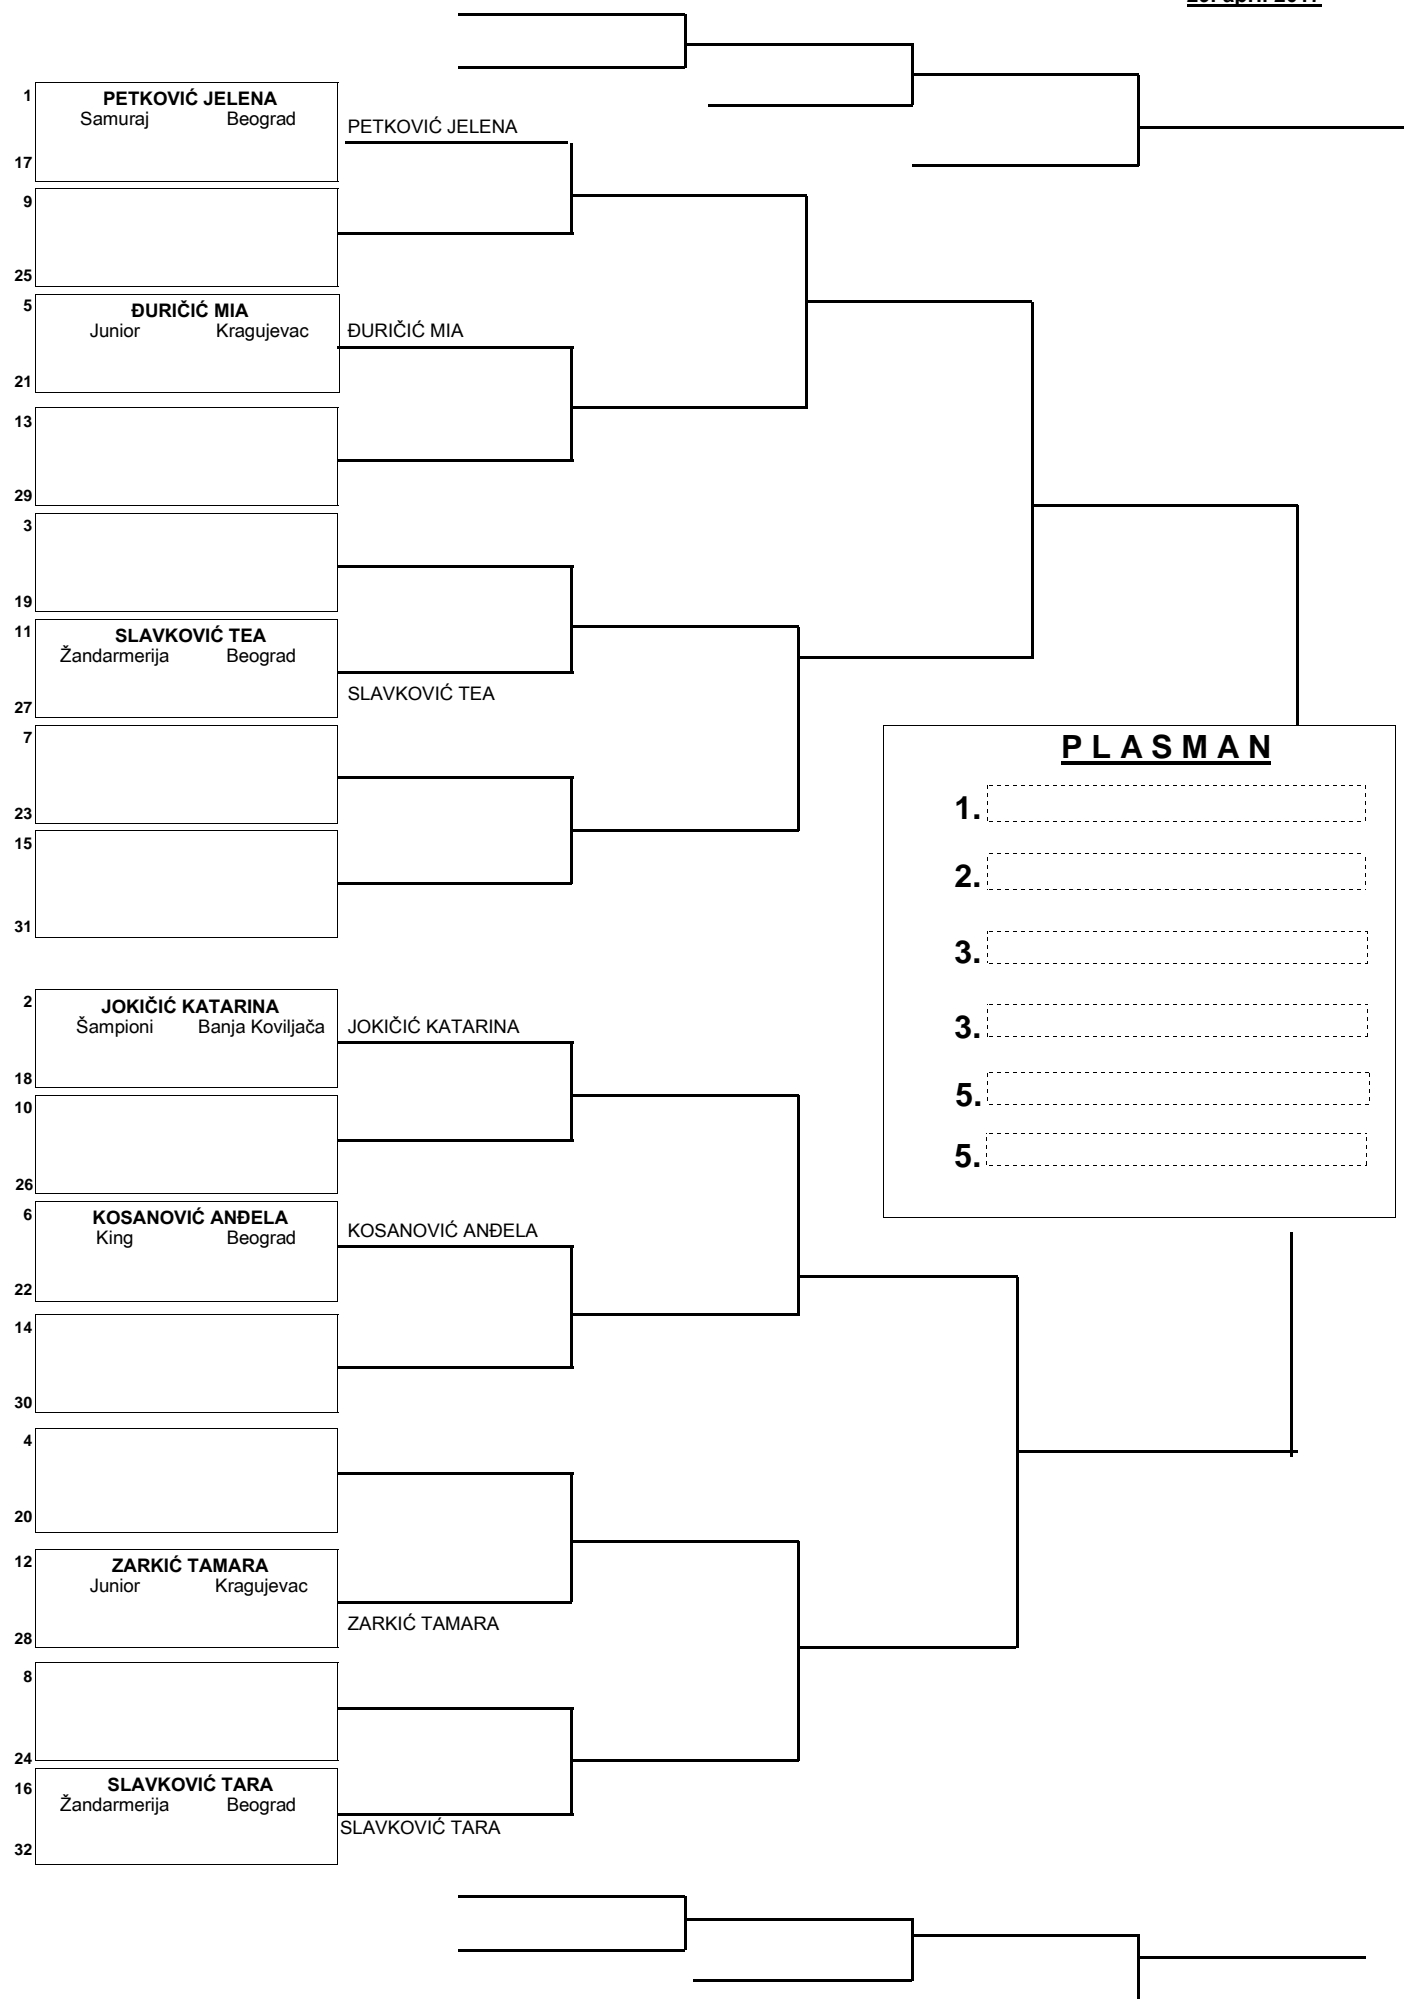 1
PETKOVIĆ JELENA
Samuraj Beograd
PETKOVIĆ JELENA
17
9
25
5
ĐURIČIĆ MIA
Junior Kragujevac
ĐURIČIĆ MIA
21
13
29
3
19
11
SLAVKOVIĆ TEA
Žandarmerija Beograd
SLAVKOVIĆ TEA
27
7
PLASMAN
1.
23
15
2.
31
3.
2
JOKIČIĆ KATARINA
Šampioni Banja Koviljača
JOKIČIĆ KATARINA
3.
18
5.
10
5.
26
6
KOSANOVIĆ ANĐELA
King Beograd
KOSANOVIĆ ANĐELA
22
14
30
4
20
12
ZARKIĆ TAMARA
Junior Kragujevac
ZARKIĆ TAMARA
28
8
24
16
SLAVKOVIĆ TARA
Žandarmerija Beograd
SLAVKOVIĆ TARA
32